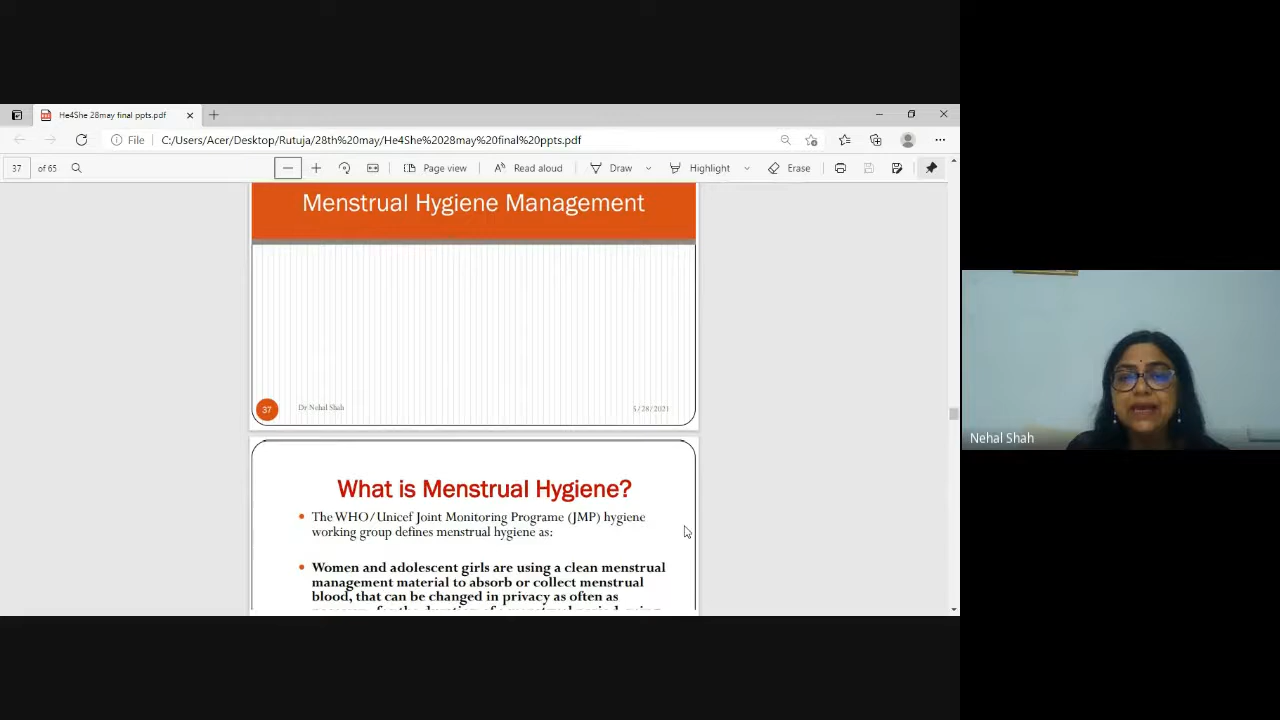 He4She 28may final ppts.pdf
File C:/Users/Acer/Desktop/Rutuja/28th%20may/He4She%2028may%20final%20ppts.pdf
37 of 65 Page view Read aloud Draw Highlight Erase
Menstrual Hygiene Management
37 Dr Nehal Shah 5/28/2021
What is Menstrual Hygiene?
• The WHO/Unicef Joint Monitoring Programe (JMP) hygiene
working group defines menstrual hygiene as:
• Women and adolescent girls are using a clean menstrual
management material to absorb or collect menstrual
blood, that can be changed in privacy as often as
Nehal Shah